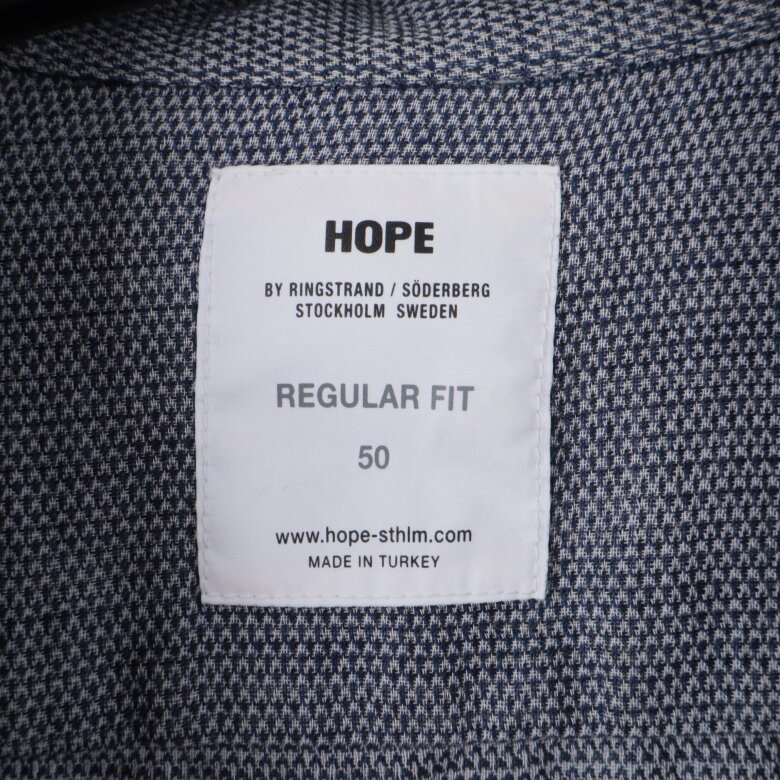 HOPE
BY RINGSTRAND / SÖDERBERG
STOCKHOLM SWEDEN
REGULAR FIT
50
www.hope-sthlm.com
MADE IN TURKEY